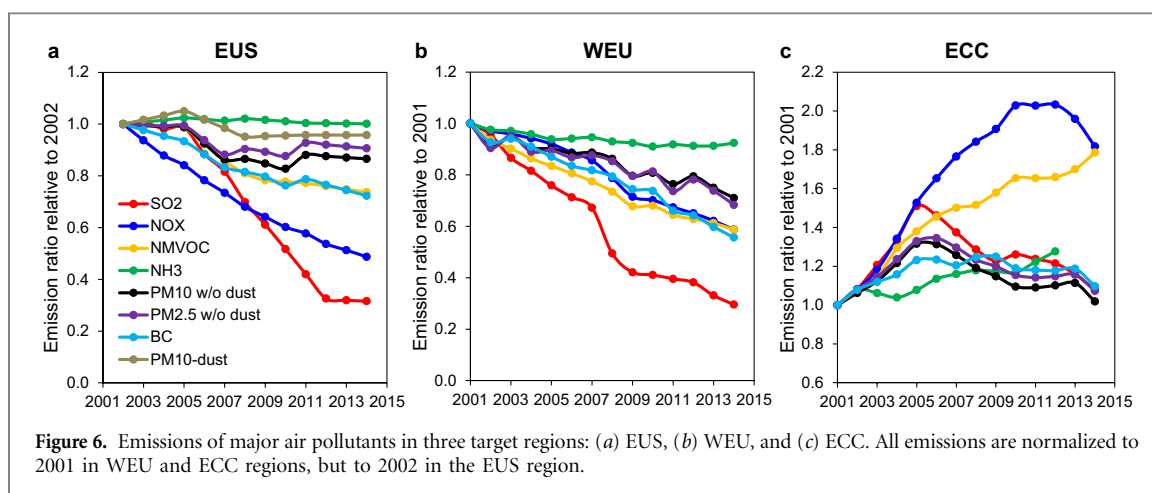 a EUS
Emission ratio relative to 2002
1.2
1.0
0.8
0.6
0.4
0.2
0.0
SO2
NOX
NMVOC
NH3
PM10 w/o dust
PM2.5 w/o dust
BC
PM10-dust
2001 2003 2005 2007 2009 2011 2013 2015
b WEU
Emission ratio relative to 2001
1.2
1.0
0.8
0.6
0.4
0.2
0.0
2001 2003 2005 2007 2009 2011 2013 2015
c ECC
Emission ratio relative to 2001
2.2
2.0
1.8
1.6
1.4
1.2
1.0
0.8
0.6
2001 2003 2005 2007 2009 2011 2013 2015
Figure 6. Emissions of major air pollutants in three target regions: (a) EUS, (b) WEU, and (c) ECC. All emissions are normalized to
2001 in WEU and ECC regions, but to 2002 in the EUS region.